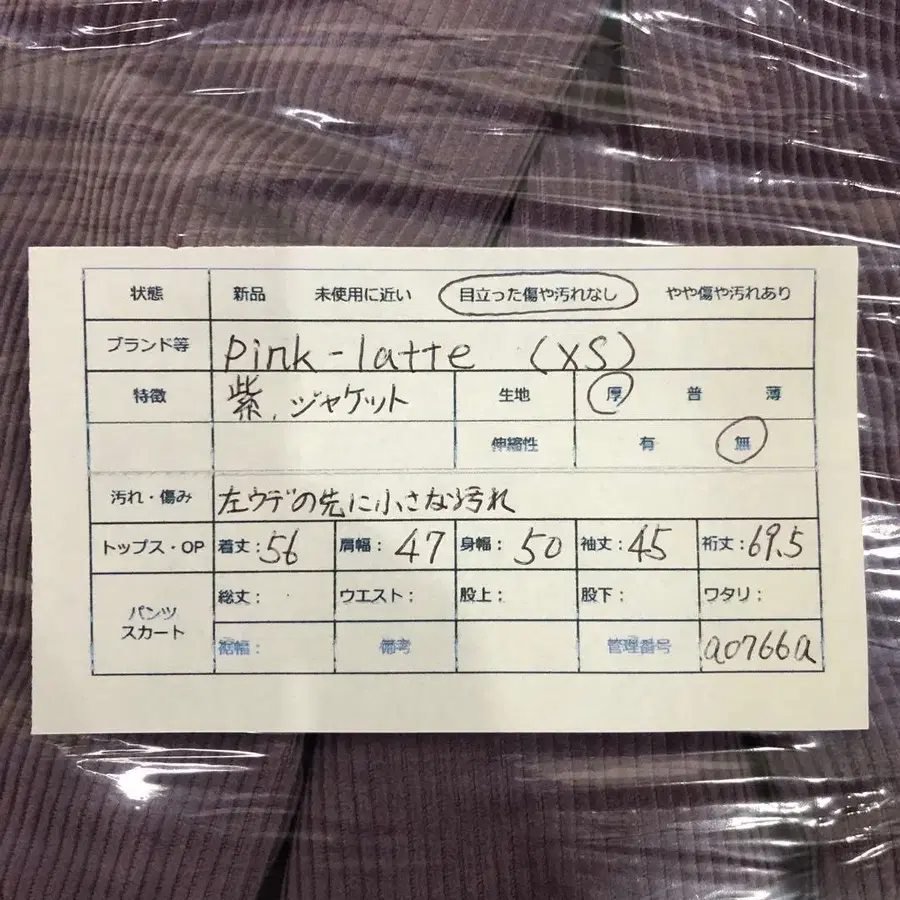 状態 新品 未使用に近い 目立った傷や汚れなし やや傷や汚れあり
ブランド等 pink-latte (XS)
特徴 紫.ジャケット 生地 厚 普 薄
伸縮性 有 無
汚れ・傷み 左ウデの先に小さな汚れ
トップス・OP 着丈:56 肩幅:47 身幅:50 袖丈:45 裄丈:69.5
パンツ スカート 総丈: ウエスト: 股上: 股下: ワタリ:
裾幅: 備考 管理番号 a0766a